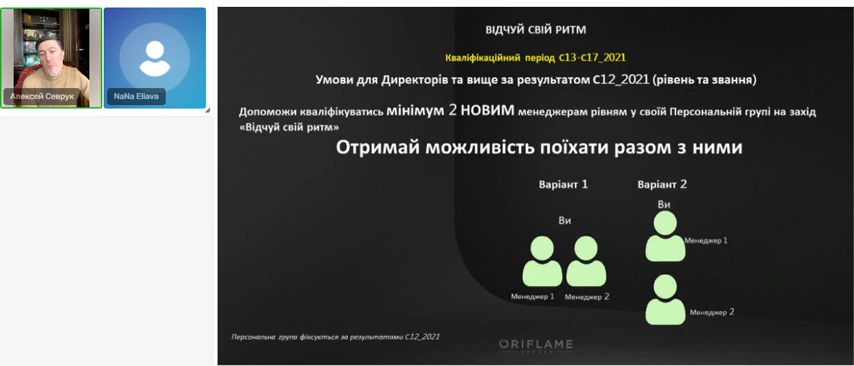 Алексей Севрук
NaNa Eliava
ВІДЧУЙ СВІЙ РИТМ
Кваліфікаційний період С13-С17_2021
Умови для Директорів та вище за результатом С12_2021 (рівень та звання)
Допоможи кваліфікуватись мінімум 2 НОВИМ менеджерам рівням у своїй Персональній групі на захід
«Відчуй свій ритм»
Отримай можливість поїхати разом з ними
Варіант 1
Ви
Менеджер 1
Менеджер 2
Варіант 2
Ви
Менеджер 1
Менеджер 2
Персональна група фіксується за результатами С12_2021
ORIFLAME